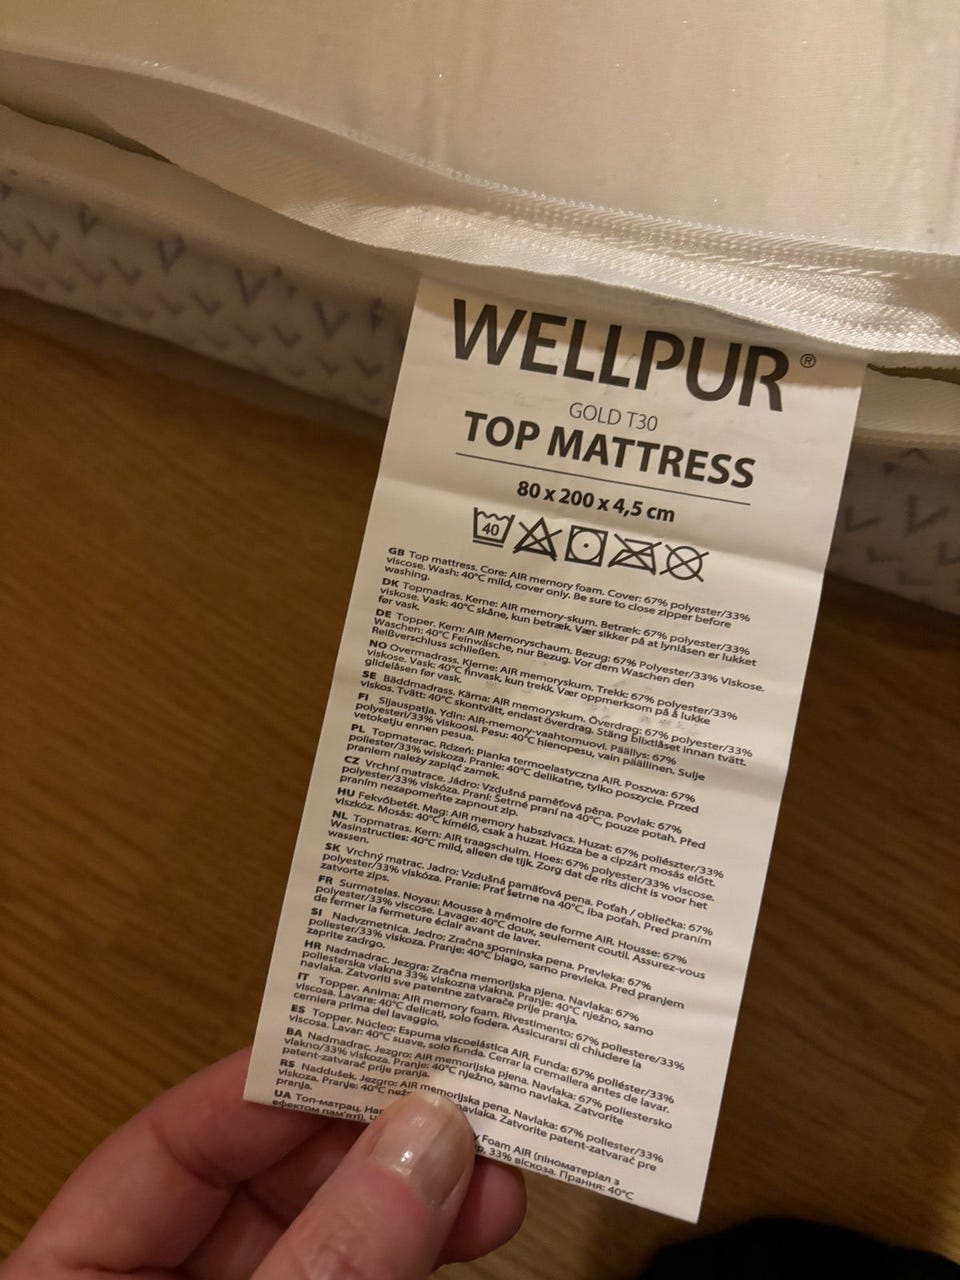 WELLPUR®
GOLD T30
TOP MATTRESS
80 x 200 x 4,5 cm
40
GB Top mattress. Core: AIR memory foam. Cover: 67% polyester/33%
viscose. Wash: 40°C mild, cover only. Be sure to close zipper before
washing.
DK Topmadras. Kerne: AIR memory-skum. Betræk: 67% polyester/33%
viskose. Vask: 40°C skåne, kun betræk. Vær sikker på at lynlåsen er lukket
før vask.
DE Topper. Kern: AIR Memoryschaum. Bezug: 67% Polyester/33% Viskose.
Waschen: 40°C Feinwäsche, nur Bezug. Vor dem Waschen den
Reißverschluss schließen.
NO Overmadrass. Kjerne: AIR memoryskum. Trekk: 67% polyester/33%
viskose. Vask: 40°C finvask, kun trekk. Vær oppmerksom på å lukke
glidelåsen før vask.
SE Bäddmadrass. Kärna: AIR memoryskum. Överdrag: 67% polyester/33%
viskos. Tvätt: 40°C skontvätt, endast överdrag. Stäng blixtlåset innan tvätt.
FI Sijauspatja. Ydin: AIR-memory-vaahtomuovi. Päällys: 67%
polyesteri/33% viskoosi. Pesu: 40°C hienopesu, vain päällinen. Sulje
vetoketju ennen pesua.
PL Topmaterac. Rdzeń: Pianka termoelastyczna AIR. Poszwa: 67%
poliester/33% wiskoza. Pranie: 40°C delikatne, tylko poszycie. Przed
praniem należy zapiąć zamek.
CZ Vrchní matrace. Jádro: Vzdušná paměťová pěna. Povlak: 67%
polyester/33% viskóza. Praní: Šetrné praní na 40°C, pouze potah. Před
praním nezapomeňte zapnout zip.
HU Fekvőbetét. Mag: AIR memory habszivacs. Huzat: 67% poliészter/33%
viszkóz. Mosás: 40°C kímélő, csak a huzat. Húzza be a cipzárt mosás előtt.
NL Topmatras. Kern: AIR traagschuim. Hoes: 67% polyester/33% viscose.
Wasinstructies: 40°C mild, alleen de tijk. Zorg dat de rits dicht is voor het
wassen.
SK Vrchný matrac. Jadro: Vzdušná pamäťová pena. Poťah / obliečka: 67%
polyester/33% viskóza. Pranie: Prať šetrne na 40°C, iba poťah. Pred praním
zatvorte zips.
FR Surmatelas. Noyau: Mousse à mémoire de forme AIR. Housse: 67%
polyester/33% viscose. Lavage: 40°C doux, seulement coutil. Assurez-vous
de fermer la fermeture éclair avant de laver.
SI Nadvzmetnica. Jedro: Zračna spominska pena. Prevleka: 67%
poliester/33% viskoza. Pranje: 40°C blago, samo prevleka. Pred pranjem
zaprite zadrgo.
HR Nadmadrac. Jezgra: Zračna memorijska pjena. Navlaka: 67%
poliesterska vlakna 33% viskozna vlakna. Pranje: 40°C nježno, samo
navlaka. Zatvoriti sve patentne zatvarače prije pranja.
IT Topper. Anima: AIR memory foam. Rivestimento: 67% poliestere/33%
viscosa. Lavare: 40°C delicati, solo fodera. Assicurarsi di chiudere la
cerniera prima del lavaggio.
ES Topper. Núcleo: Espuma viscoelástica AIR. Funda: 67% poliéster/33%
viscosa. Lavar: 40°C suave, solo funda. Cerrar la cremallera antes de lavar.
BA Nadmadrac. Jezgro: AIR memorijska pjena. Navlaka: 67% poliestersko
vlakno/33% viskoza. Pranje: 40°C nježno, samo navlaka. Zatvorite
patent-zatvarač prije pranja.
RS Naddušek. Jezgro: AIR memorijska pena. Navlaka: 67% poliester/33%
viskoza. Pranje: 40°C než navlaka. Zatvorite patent-zatvarač pre
pranja.
UA Топ-матрац. Foam AIR (піноматеріал з
ефектом пам'яті). 33% віскоза. Прання: 40°C